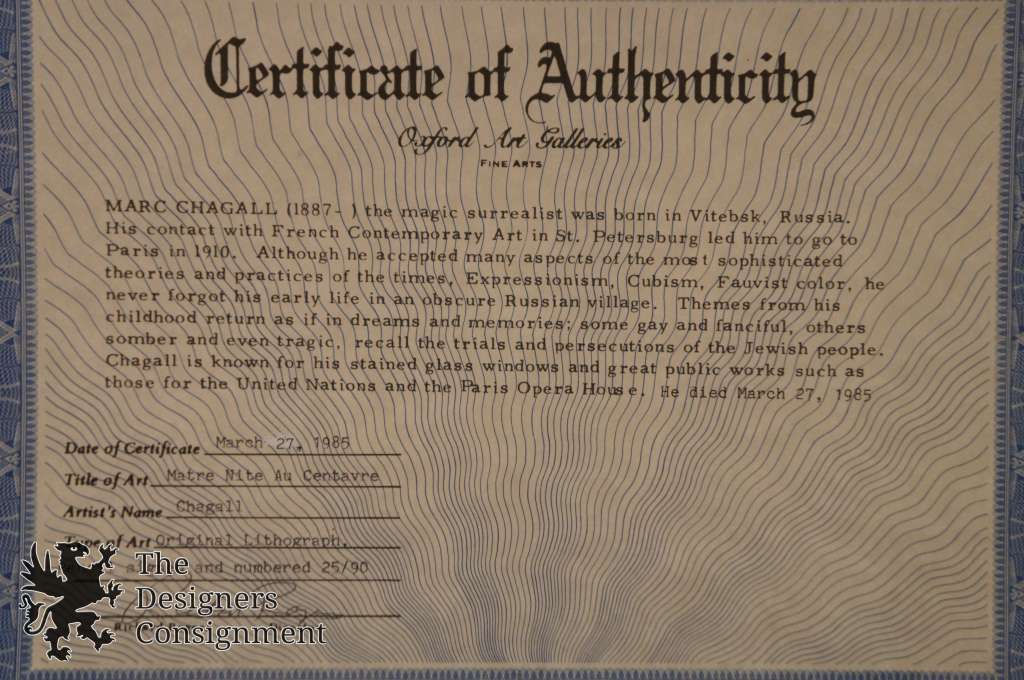 Certificate of Authenticity
Oxford Art Galleries
FINE ARTS
MARC CHAGALL (1887- ) the magic surrealist was born in Vitebsk, Russia.
His contact with French Contemporary Art in St. Petersburg led him to go to
Paris in 1910. Although he accepted many aspects of the most sophisticated
theories and practices of the times, Expressionism, Cubism, Fauvist color, he
never forgot his early life in an obscure Russian village. Themes from his
childhood return as if in dreams and memories; some gay and fanciful, others
somber and even tragic, recall the trials and persecutions of the Jewish people.
Chagall is known for his stained glass windows and great public works such as
those for the United Nations and the Paris Opera House. He died March 27, 1985
Date of Certificate March 27, 1985
Title of Art Matre Nite Au Centavre
Artist's Name Chagall
Type of Art Original Lithograph,
and numbered 25/90
The
Designers
Consignment